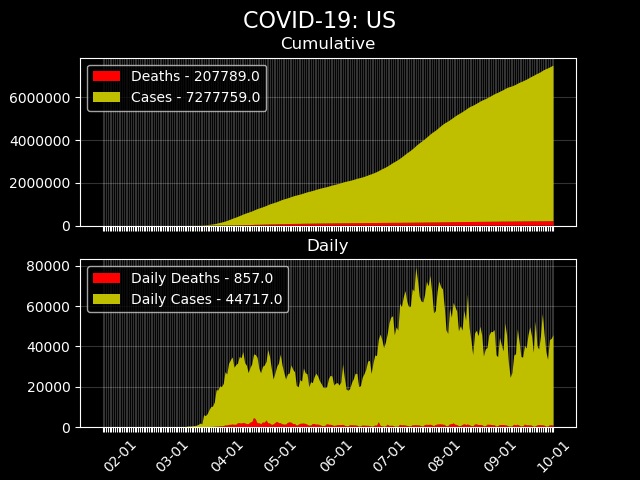 COVID-19: US
Cumulative
Deaths - 207789.0
Cases - 7277759.0
6000000
4000000
2000000
0
Daily
80000
Daily Deaths - 857.0
Daily Cases - 44717.0
60000
40000
20000
0
02-01 03-01 04-01 05-01 06-01 07-01 08-01 09-01 10-01